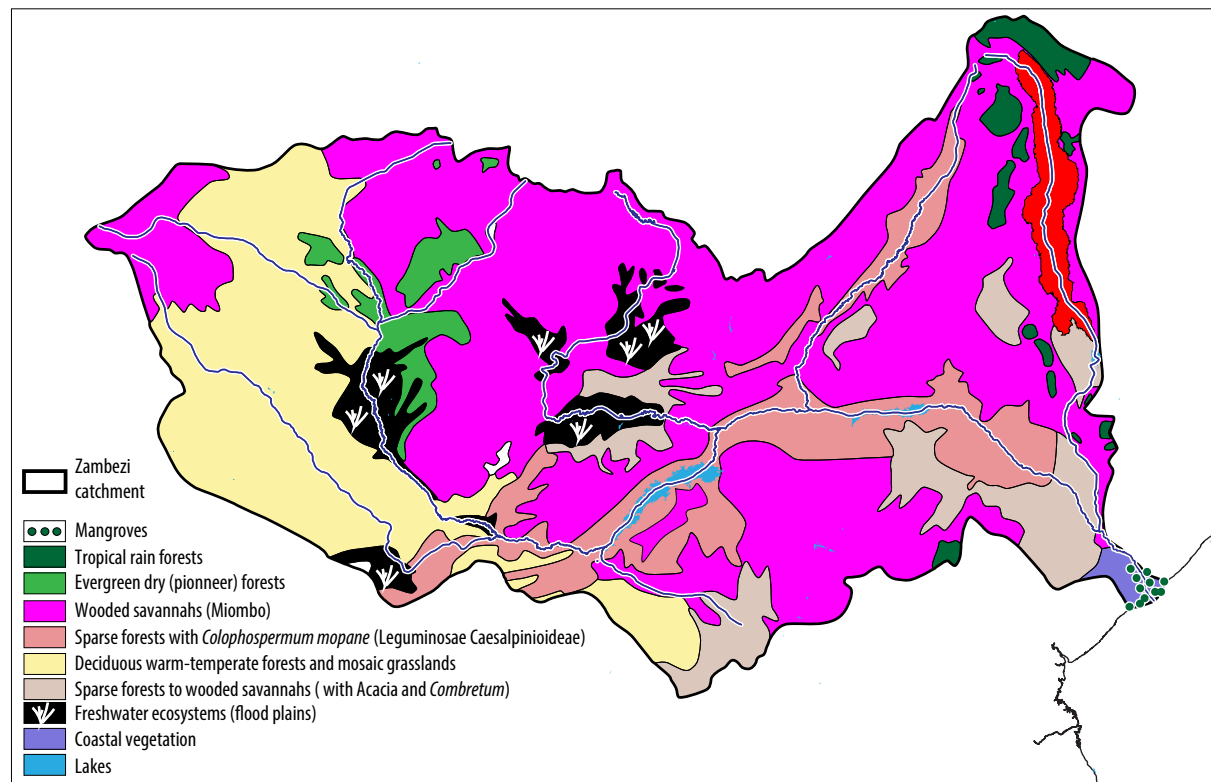 Zambezi
catchment
Mangroves
Tropical rain forests
Evergreen dry (pionneer) forests
Wooded savannahs (Miombo)
Sparse forests with Colophospermum mopane (Leguminosae Caesalpinioideae)
Deciduous warm-temperate forests and mosaic grasslands
Sparse forests to wooded savannahs ( with Acacia and Combretum)
Freshwater ecosystems (flood plains)
Coastal vegetation
Lakes